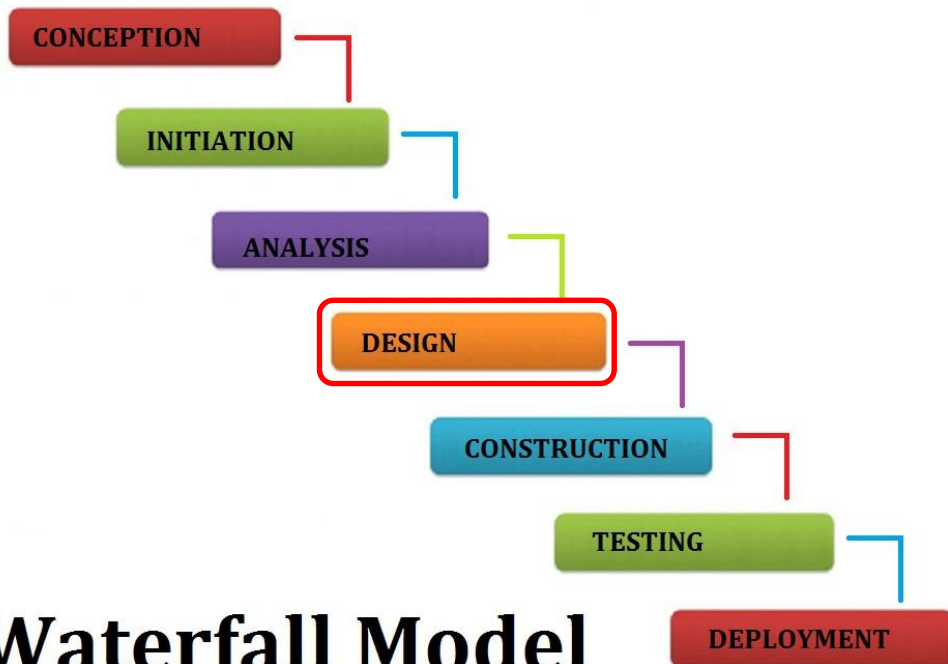 CONCEPTION
INITIATION
ANALYSIS
DESIGN
CONSTRUCTION
TESTING
DEPLOYMENT
Waterfall Model